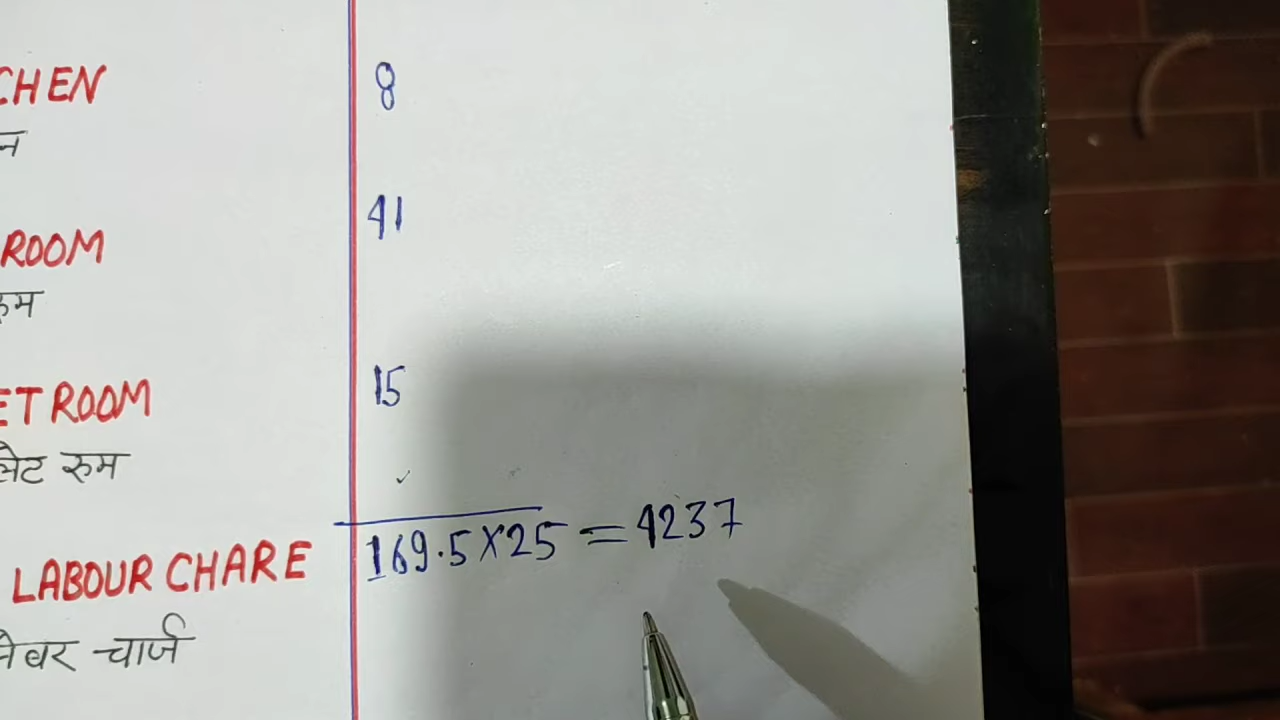 CHEN 8
न
41
ROOM
रूम
15
ET ROOM
लेट रुम
169.5X25=4237
LABOUR CHARE
लेबर चार्ज